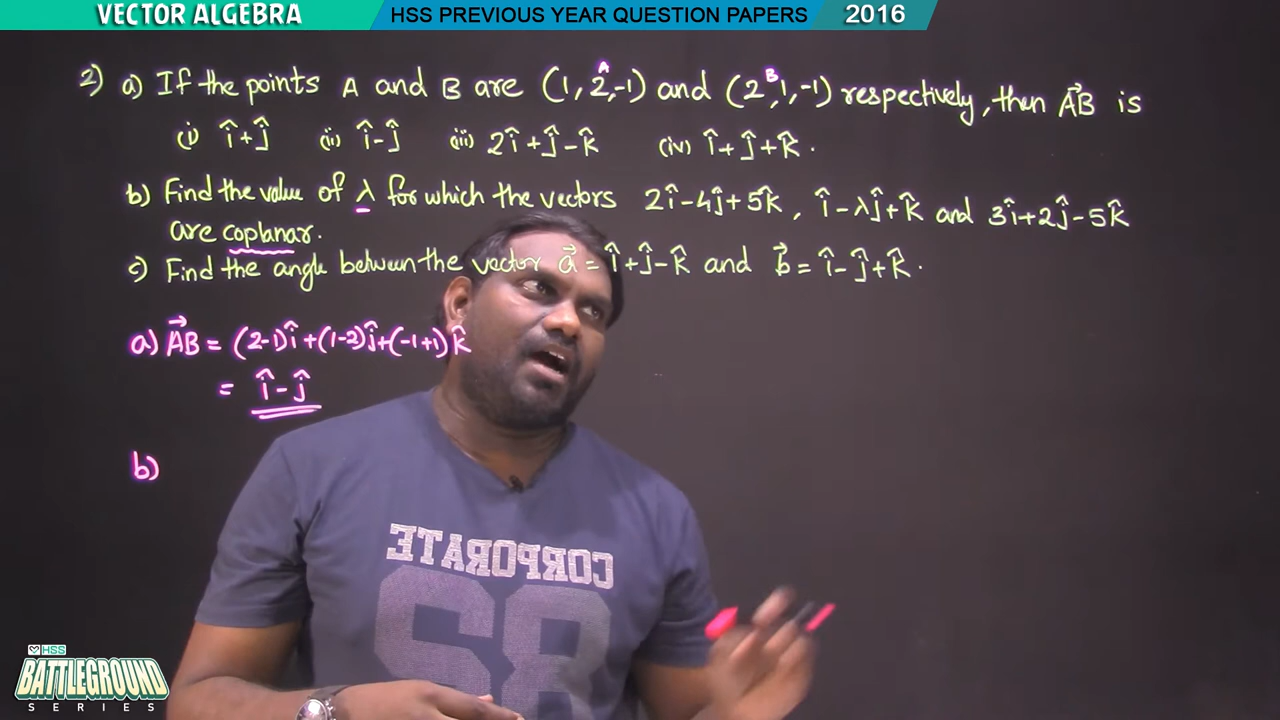 VECTOR ALGEBRA HSS PREVIOUS YEAR QUESTION PAPERS 2016
2) a) If the points A and B are (1, 2, -1) and (2, 1, -1) respectively, then A⃗B is
A B
(i) î+ĵ (ii) î-ĵ (iii) 2î+ĵ-k̂ (iv) î+ĵ+k̂.
b) Find the value of λ for which the vectors 2î-4ĵ+5k̂, î-λĵ+k̂ and 3î+2ĵ-5k̂
are coplanar.
c) Find the angle between the vector a⃗ = î+ĵ-k̂ and b⃗ = î-ĵ+k̂.
a) A⃗B = (2-1)î+(1-2)ĵ+(-1+1)k̂
= î-ĵ
b)
CORPORATE
82
HSS
BATTLEGROUND
SERIES